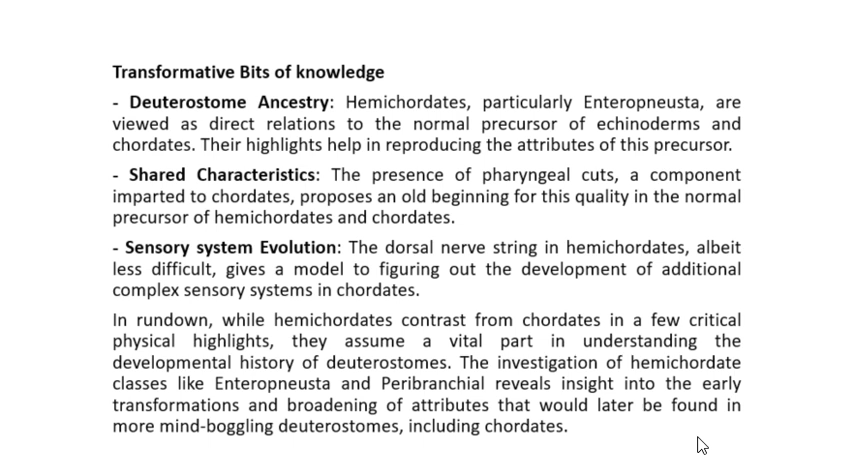 Transformative Bits of knowledge
- Deuterostome Ancestry: Hemichordates, particularly Enteropneusta, are
viewed as direct relations to the normal precursor of echinoderms and
chordates. Their highlights help in reproducing the attributes of this precursor.
- Shared Characteristics: The presence of pharyngeal cuts, a component
imparted to chordates, proposes an old beginning for this quality in the normal
precursor of hemichordates and chordates.
- Sensory system Evolution: The dorsal nerve string in hemichordates, albeit
less difficult, gives a model to figuring out the development of additional
complex sensory systems in chordates.
In rundown, while hemichordates contrast from chordates in a few critical
physical highlights, they assume a vital part in understanding the
developmental history of deuterostomes. The investigation of hemichordate
classes like Enteropneusta and Peribranchial reveals insight into the early
transformations and broadening of attributes that would later be found in
more mind-boggling deuterostomes, including chordates.